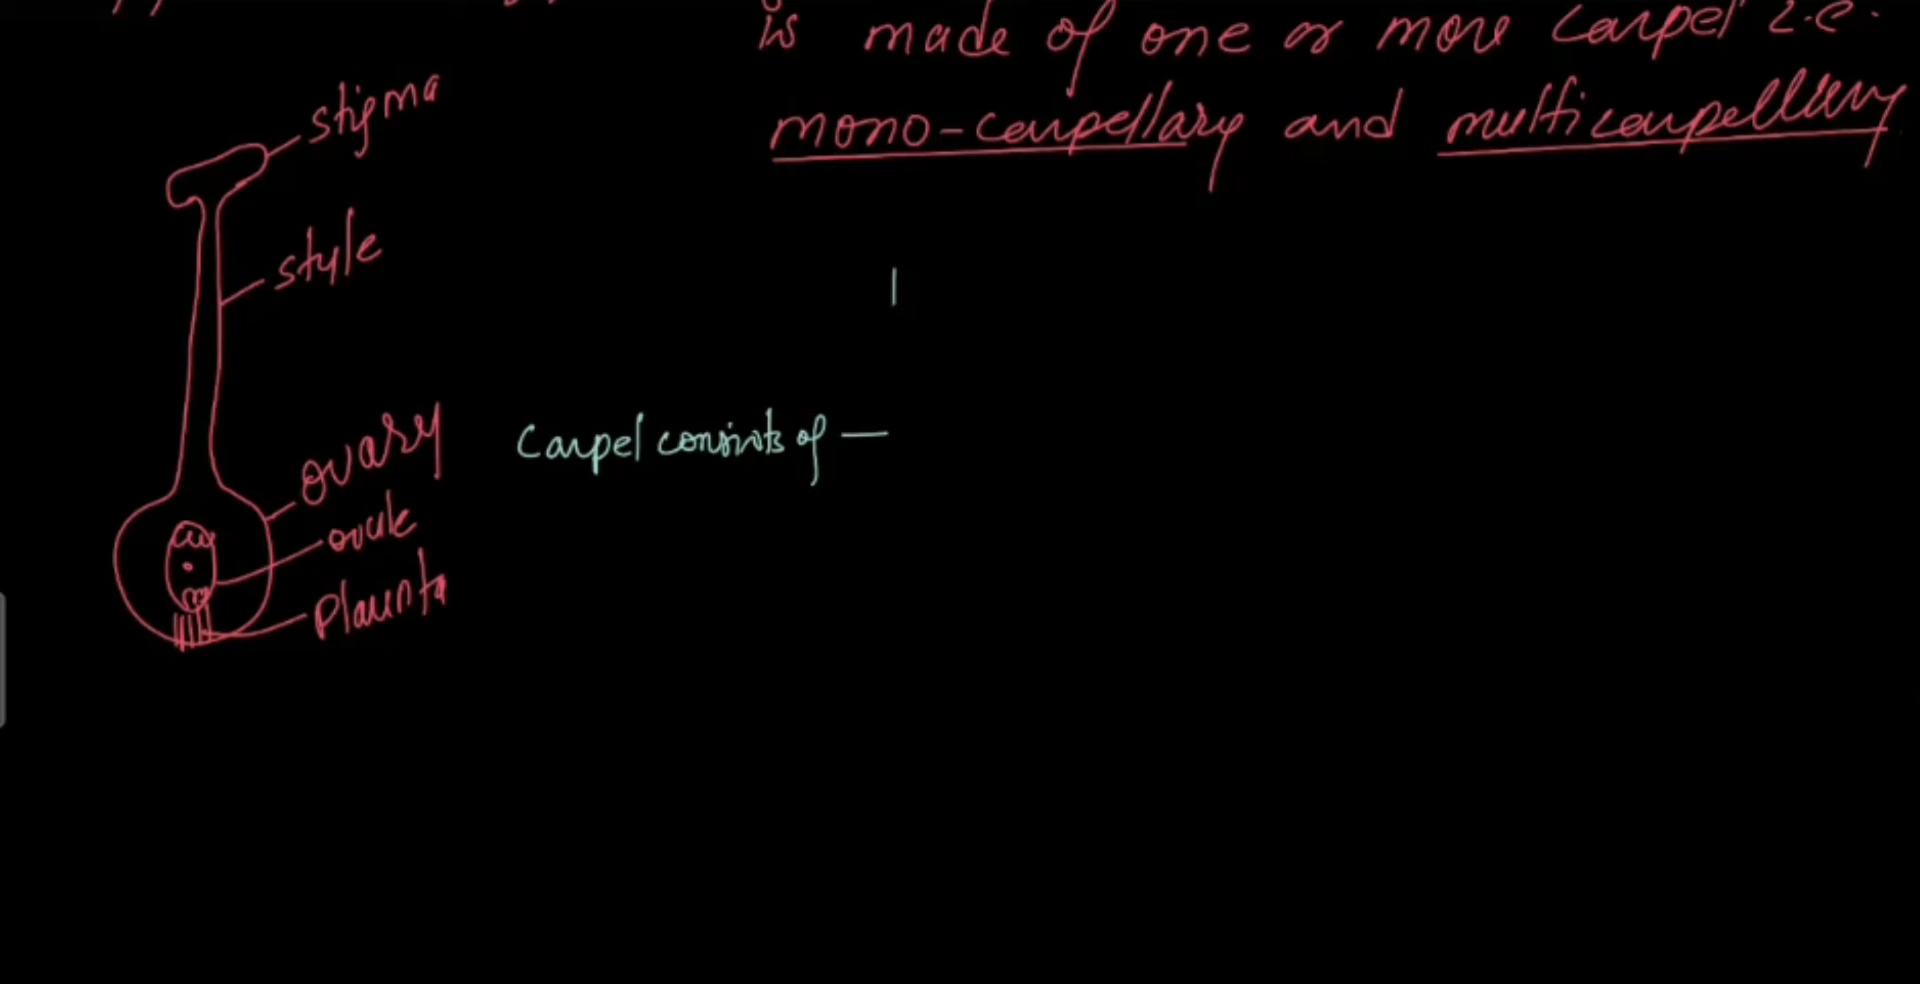 is made of one or more carpel i.e.
mono-carpellary and multicarpellary
stigma
style
ovary
ovule
Placenta
Carpel consists of —